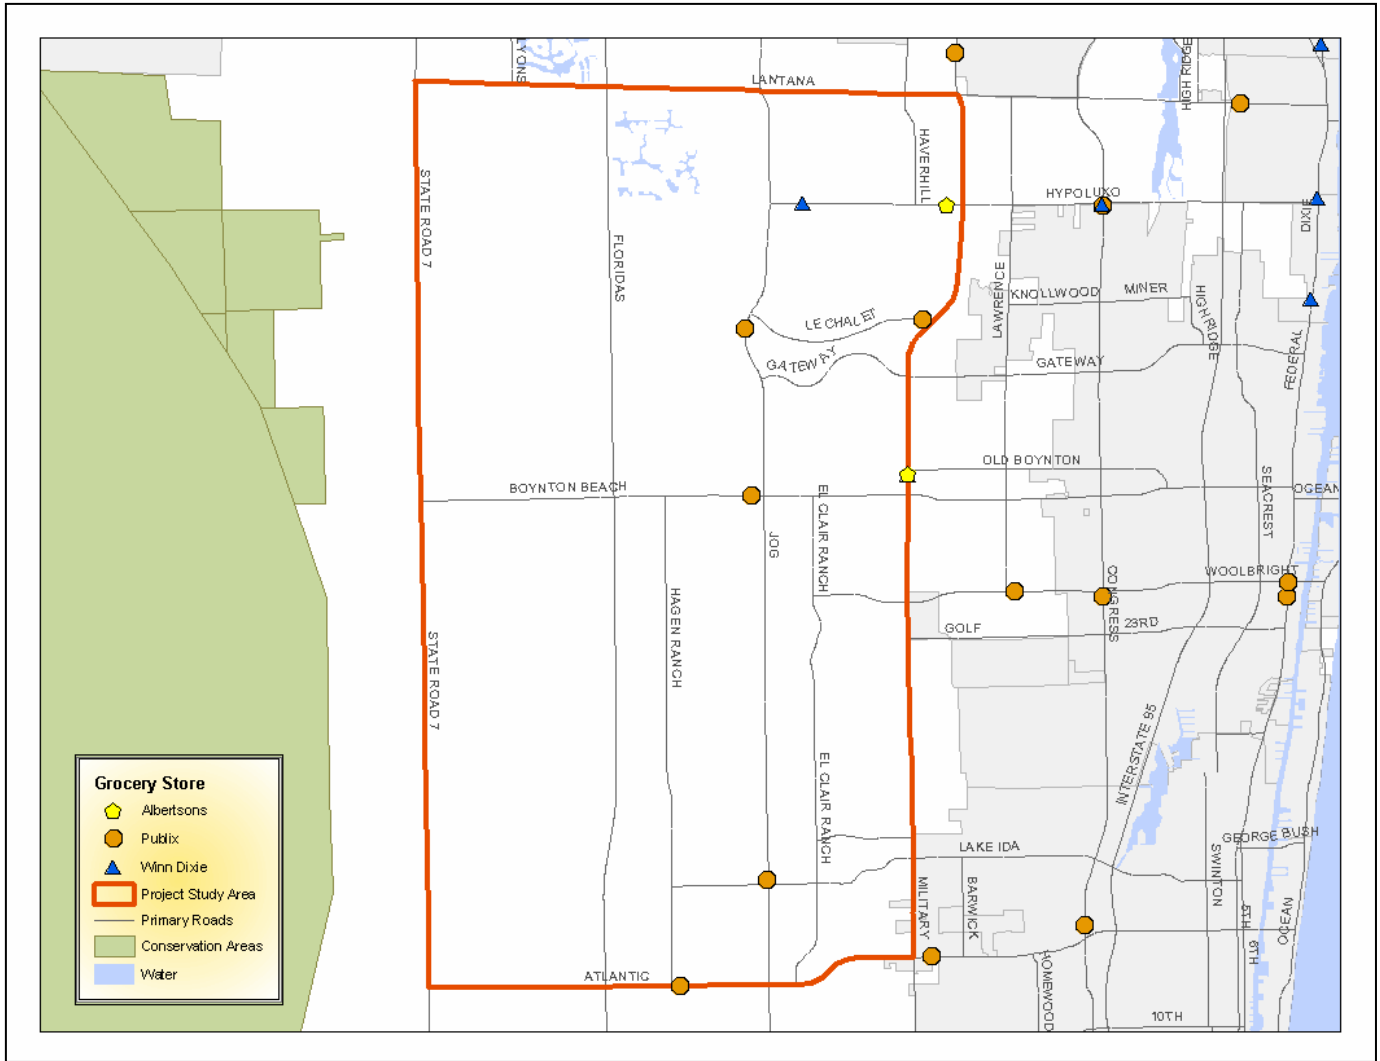 LYONS
HIGH RIDGE
LANTANA
HAVERHILL
STATE ROAD 7
HYPOLUXO
DIXIE
FLORIDAS
LAWRENCE
KNOLLWOOD
MINER
HIGH RIDGE
LE CHALET
GATEWAY
GATEWAY
FEDERAL
OLD BOYNTON
BOYNTON BEACH
EL CLAIR RANCH
SEACREST
OCEAN
JOG
WOOLBRIGHT
CONGRESS
HAGEN RANCH
GOLF
23RD
STATE ROAD 7
INTERSTATE 95
EL CLAIR RANCH
GEORGE BUSH
LAKE IDA
SWINTON
MILITARY
BARWICK
5TH
6TH
OCEAN
HOMEWOOD
ATLANTIC
10TH
Grocery Store
Albertsons
Publix
Winn Dixie
Project Study Area
Primary Roads
Conservation Areas
Water